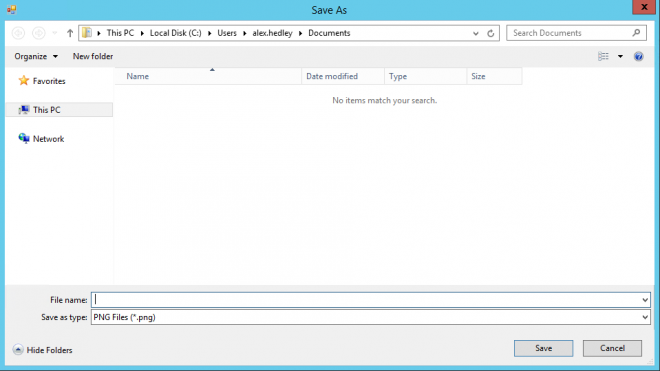 Save As
This PC Local Disk (C:) Users alex.hedley Documents Search Documents
Organize New folder
Favorites
This PC
Network
Name Date modified Type Size
No items match your search.
File name:
Save as type: PNG Files (*.png)
Hide Folders Save Cancel